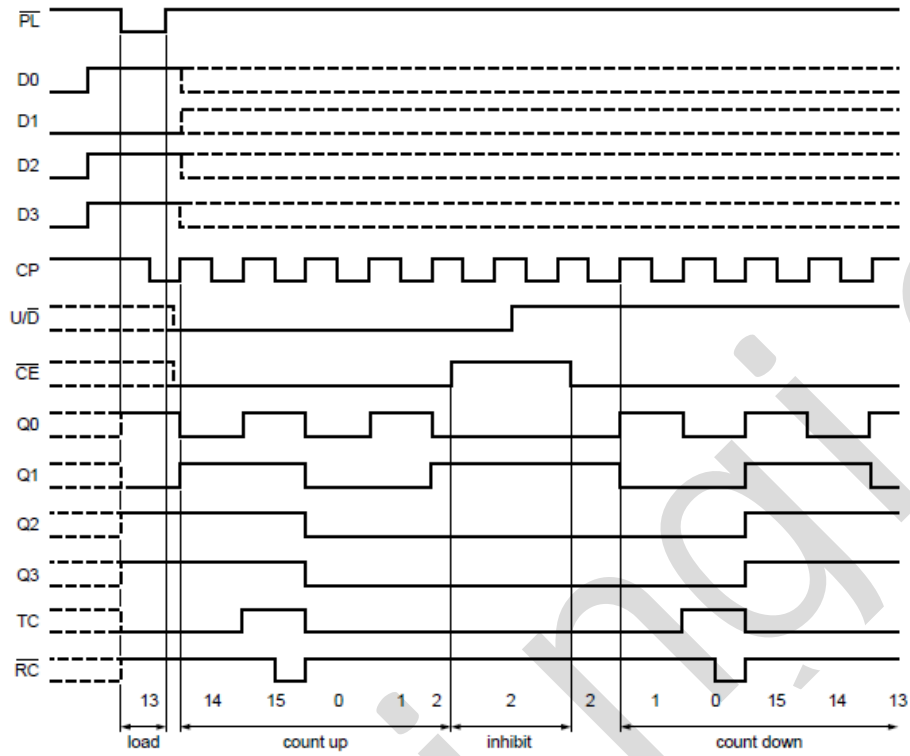 PL
D0
D1
D2
D3
CP
U/D
CE
Q0
Q1
Q2
Q3
TC
RC
13 14 15 0 1 2 2 2 1 0 15 14 13
load count up inhibit count down